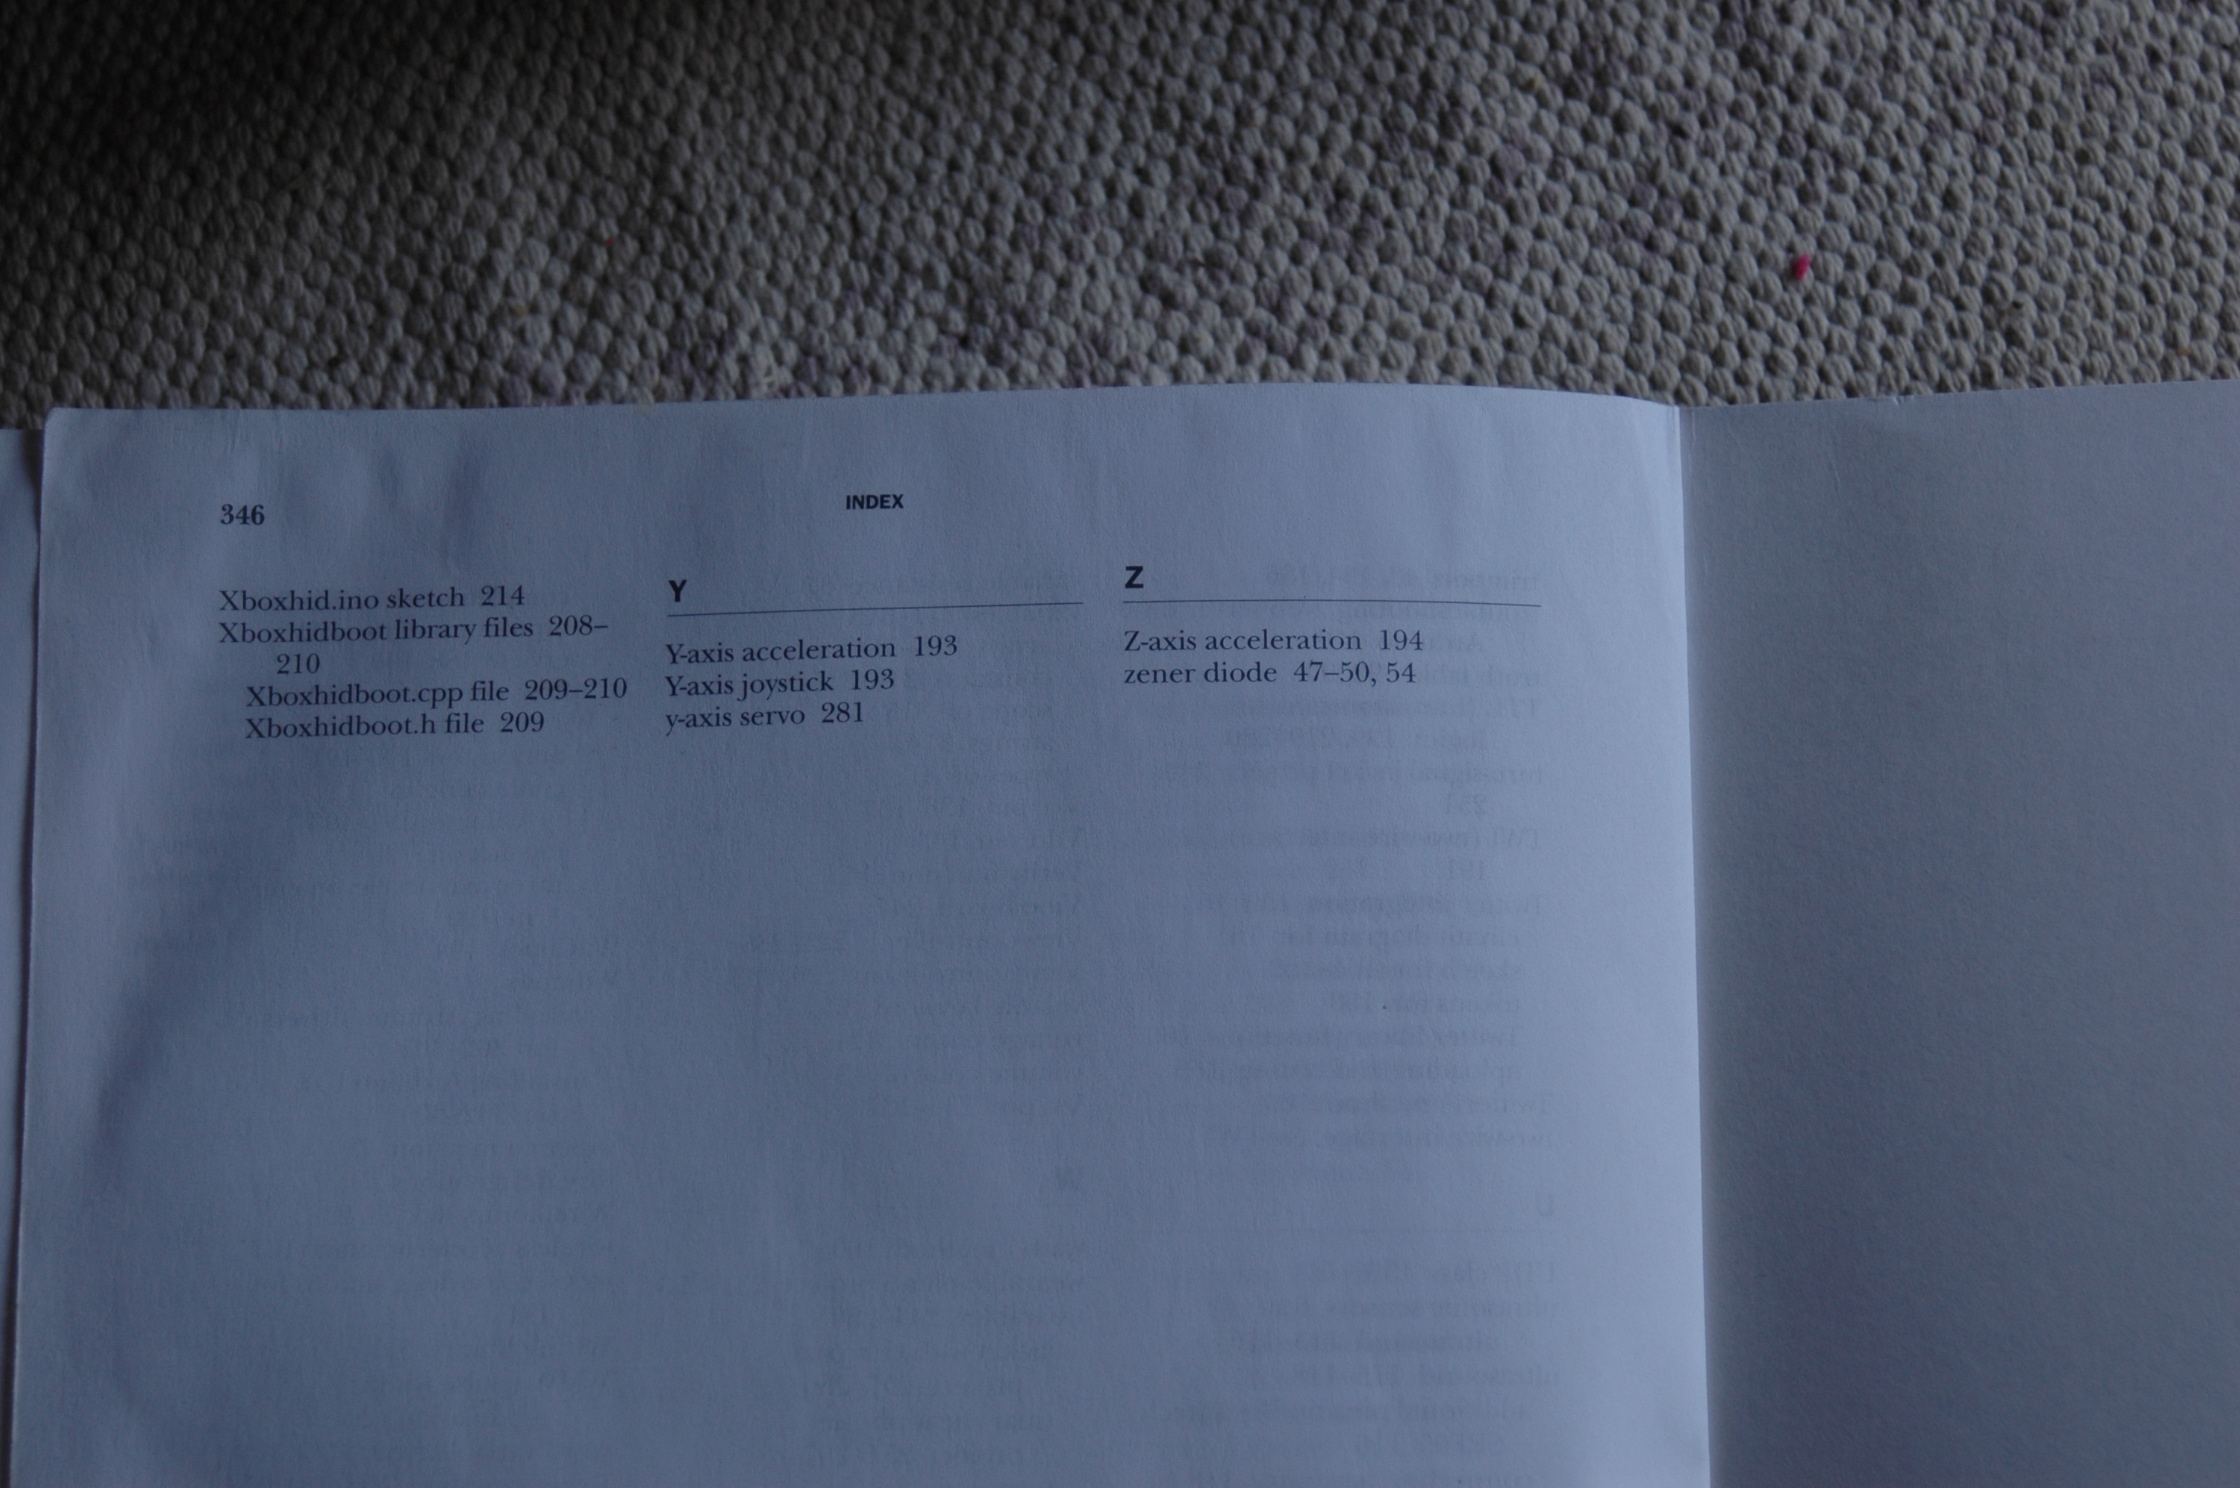 346
INDEX
Xboxhid.ino sketch 214
Xboxhidboot library files 208–
210
Xboxhidboot.cpp file 209–210
Xboxhidboot.h file 209
Y
Y-axis acceleration 193
Y-axis joystick 193
y-axis servo 281
Z
Z-axis acceleration 194
zener diode 47–50, 54